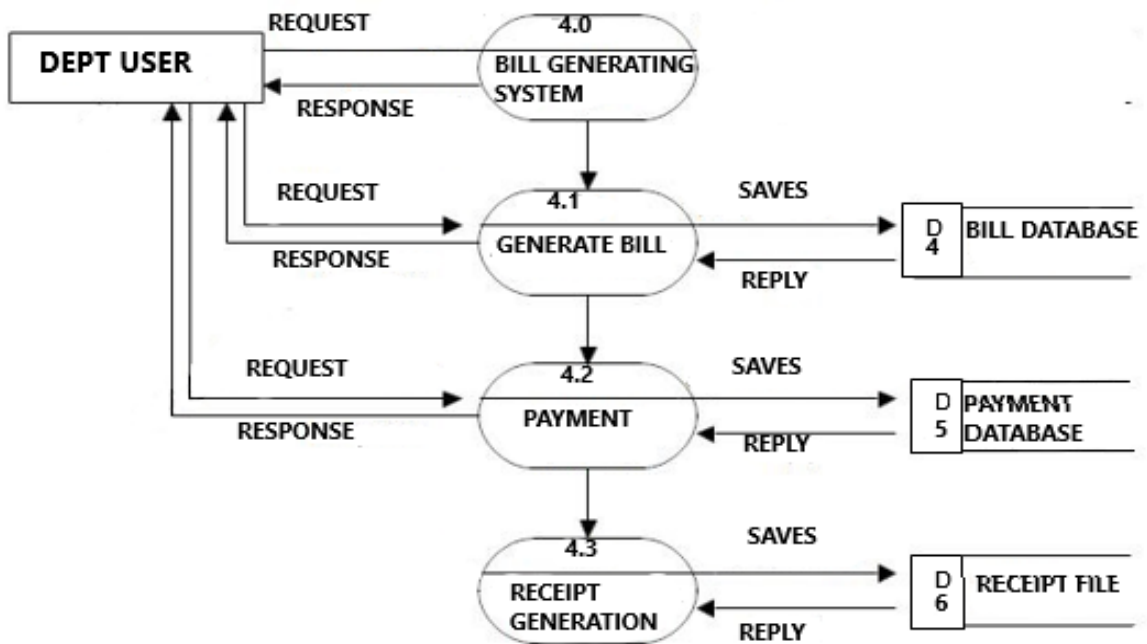 REQUEST
4.0
DEPT USER
BILL GENERATING
SYSTEM
RESPONSE
REQUEST
4.1
SAVES
D
4
BILL DATABASE
GENERATE BILL
RESPONSE
REPLY
REQUEST
4.2
SAVES
D
5
PAYMENT
DATABASE
PAYMENT
RESPONSE
REPLY
4.3
SAVES
D
6
RECEIPT FILE
RECEIPT
GENERATION
REPLY